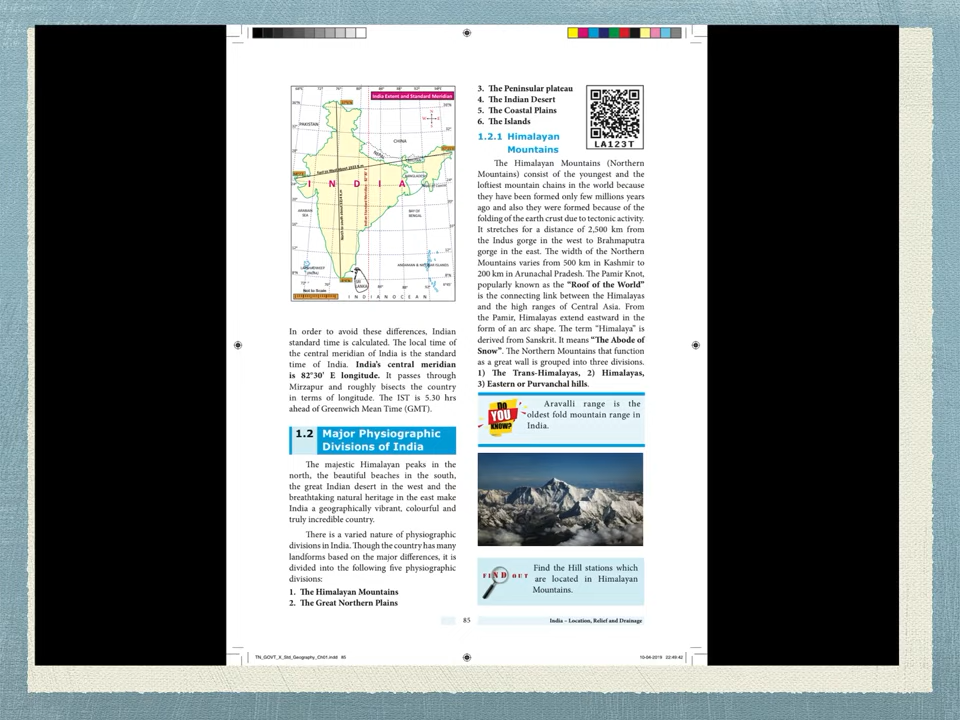 India Extent and Standard Meridian
PAKISTAN
CHINA
NEPAL
I N D I A
ARABIAN
SEA
BAY OF
BENGAL
SRI
LANKA
Not to Scale
I N D I A N O C E A N
In order to avoid these differences, Indian
standard time is calculated. The local time of
the central meridian of India is the standard
time of India. India's central meridian
is 82°30' E longitude. It passes through
Mirzapur and roughly bisects the country
in terms of longitude. The IST is 5.30 hrs
ahead of Greenwich Mean Time (GMT).
1.2 Major Physiographic
Divisions of India
The majestic Himalayan peaks in the
north, the beautiful beaches in the south,
the great Indian desert in the west and the
breathtaking natural heritage in the east make
India a geographically vibrant, colourful and
truly incredible country.
There is a varied nature of physiographic
divisions in India. Though the country has many
landforms based on the major differences, it is
divided into the following five physiographic
divisions:
1. The Himalayan Mountains
2. The Great Northern Plains
3. The Peninsular plateau
4. The Indian Desert
5. The Coastal Plains
6. The Islands
LA123T
1.2.1 Himalayan
Mountains
The Himalayan Mountains (Northern
Mountains) consist of the youngest and the
loftiest mountain chains in the world because
they have been formed only few millions years
ago and also they were formed because of the
folding of the earth crust due to tectonic activity.
It stretches for a distance of 2,500 km from
the Indus gorge in the west to Brahmaputra
gorge in the east. The width of the Northern
Mountains varies from 500 km in Kashmir to
200 km in Arunachal Pradesh. The Pamir Knot,
popularly known as the “Roof of the World”
is the connecting link between the Himalayas
and the high ranges of Central Asia. From
the Pamir, Himalayas extend eastward in the
form of an arc shape. The term “Himalaya” is
derived from Sanskrit. It means “The Abode of
Snow”. The Northern Mountains that function
as a great wall is grouped into three divisions.
1) The Trans-Himalayas, 2) Himalayas,
3) Eastern or Purvanchal hills.
DO
YOU
KNOW?
Aravalli range is the
oldest fold mountain range in
India.
FIND OUT
Find the Hill stations which
are located in Himalayan
Mountains.
85
India – Location, Relief and Drainage
TN_GOVT_X_Std_Geography_CH01.indd 85
10-04-2019 22:49:42